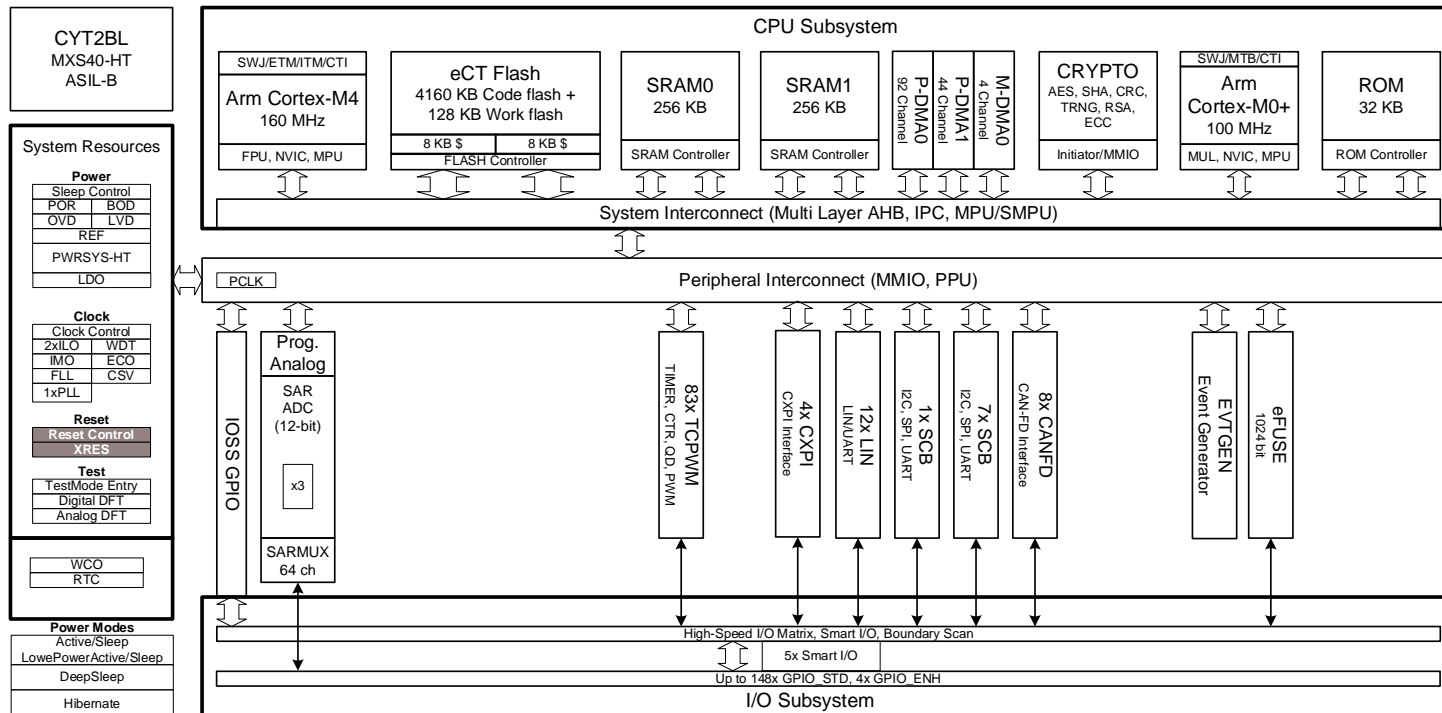 CYT2BL
MXS40-HT
ASIL-B
System Resources
Power
Sleep Control
POR
BOD
OVD
LVD
REF
PWRSYS-HT
LDO
Clock
Clock Control
2xILO
WDT
IMO
ECO
FLL
CSV
1xPLL
Reset
Reset Control
XRES
Test
TestMode Entry
Digital DFT
Analog DFT
WCO
RTC
Power Modes
Active/Sleep
LowePowerActive/Sleep
DeepSleep
Hibernate
CPU Subsystem
SWJ/ETM/ITM/CTI
Arm Cortex-M4
160 MHz
FPU, NVIC, MPU
eCT Flash
4160 KB Code flash +
128 KB Work flash
8 KB $
8 KB $
FLASH Controller
SRAM0
256 KB
SRAM Controller
SRAM1
256 KB
SRAM Controller
P-DMA0
92 Channel
P-DMA1
44 Channel
M-DMA0
4 Channel
CRYPTO
AES, SHA, CRC,
TRNG, RSA,
ECC
Initiator/MMIO
SWJ/MTB/CTI
Arm
Cortex-M0+
100 MHz
MUL, NVIC, MPU
ROM
32 KB
ROM Controller
System Interconnect (Multi Layer AHB, IPC, MPU/SMPU)
PCLK
Peripheral Interconnect (MMIO, PPU)
IOSS GPIO
Prog.
Analog
SAR
ADC
(12-bit)
x3
SARMUX
64 ch
83x TCPWM
TIMER, CTR, QD, PWM
4x CXPI
CXPI Interface
12x LIN
LIN/UART
1x SCB
I2C, SPI, UART
7x SCB
I2C, SPI, UART
8x CANFD
CAN-FD Interface
EVTGEN
Event Generator
eFUSE
1024 bit
High-Speed I/O Matrix, Smart I/O, Boundary Scan
5x Smart I/O
Up to 148x GPIO_STD, 4x GPIO_ENH
I/O Subsystem